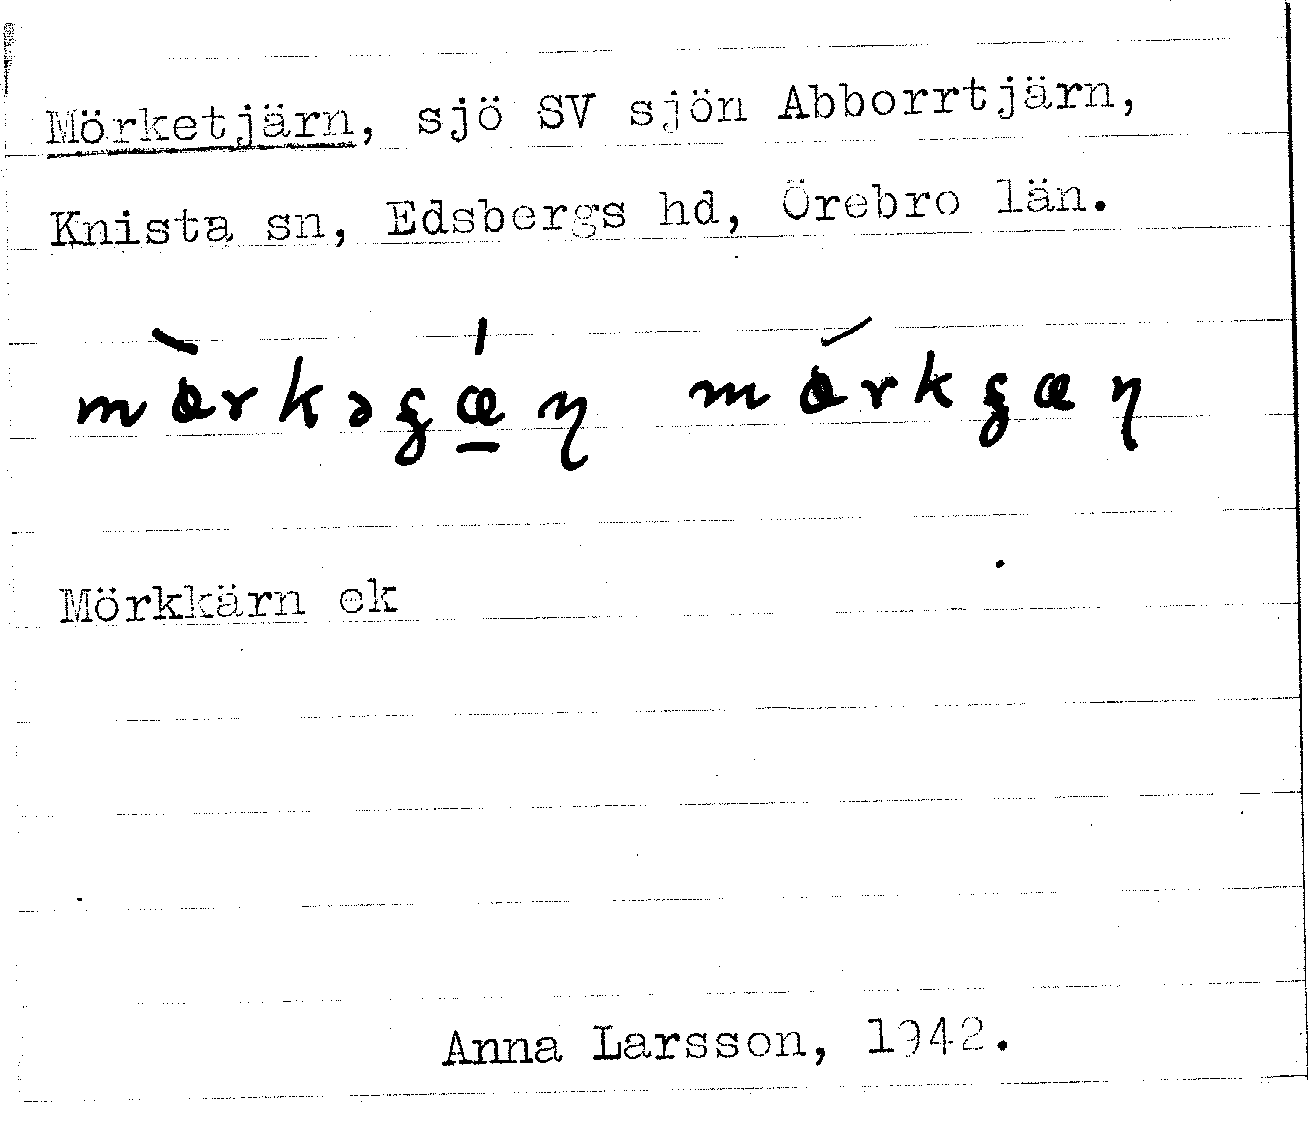 Mörketjärn, sjö SV sjön Abborrtjärn,
Knista sn, Edsbergs hd, Örebro län.
Mörkkärn ek
Anna Larsson, 1942.